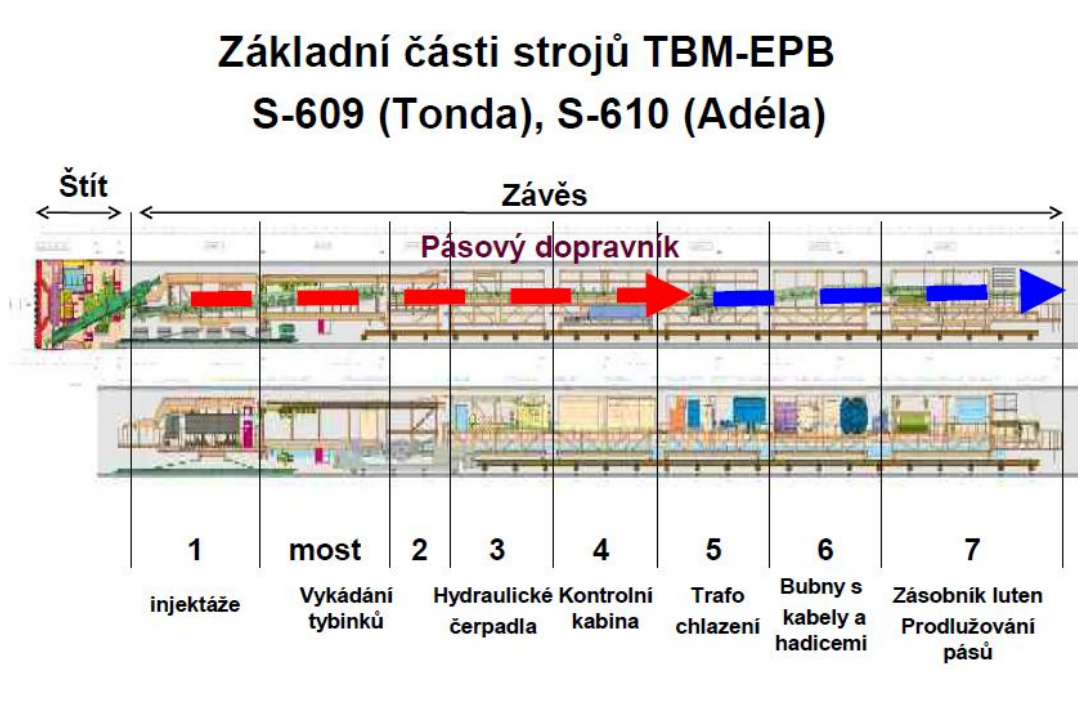 Základní části strojů TBM-EPB
S-609 (Tonda), S-610 (Adéla)
Štít
Závěs
Pásový dopravník
1
most
2
3
4
5
6
7
injektáže
Vykádání
tybinků
Hydraulické
čerpadla
Kontrolní
kabina
Trafo
chlazení
Bubny s
kabely a
hadicemi
Zásobník luten
Prodlužování
pásů